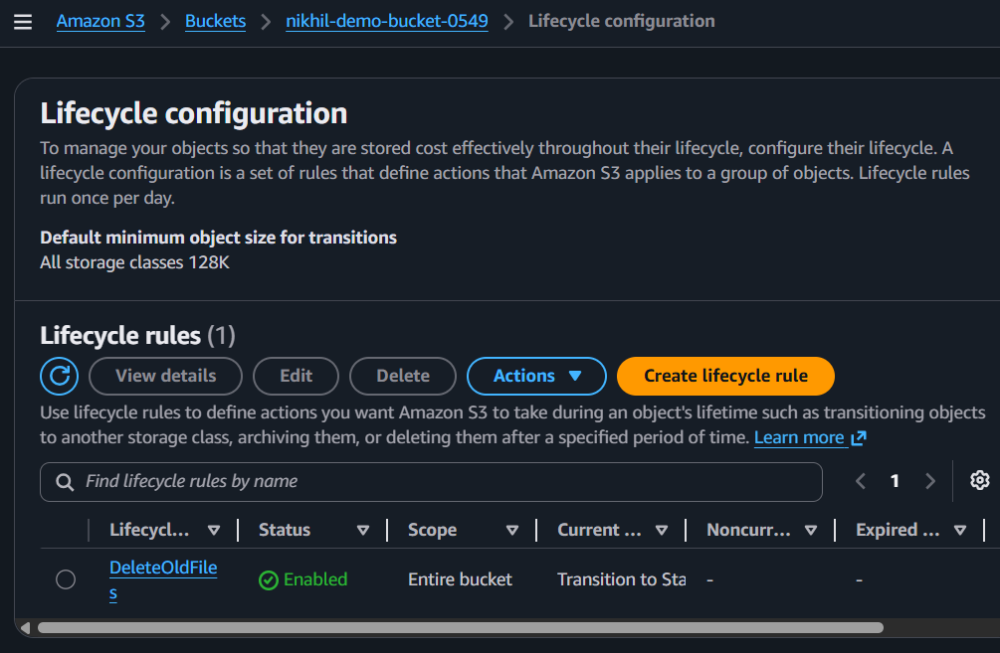 Amazon S3 > Buckets > nikhil-demo-bucket-0549 > Lifecycle configuration
Lifecycle configuration
To manage your objects so that they are stored cost effectively throughout their lifecycle, configure their lifecycle. A
lifecycle configuration is a set of rules that define actions that Amazon S3 applies to a group of objects. Lifecycle rules
run once per day.
Default minimum object size for transitions
All storage classes 128K
Lifecycle rules (1)
View details Edit Delete Actions Create lifecycle rule
Use lifecycle rules to define actions you want Amazon S3 to take during an object's lifetime such as transitioning objects
to another storage class, archiving them, or deleting them after a specified period of time. Learn more
Find lifecycle rules by name 1
Lifecycl... Status Scope Current ... Noncurr... Expired ...
DeleteOldFile
s
Enabled Entire bucket Transition to Sta - -